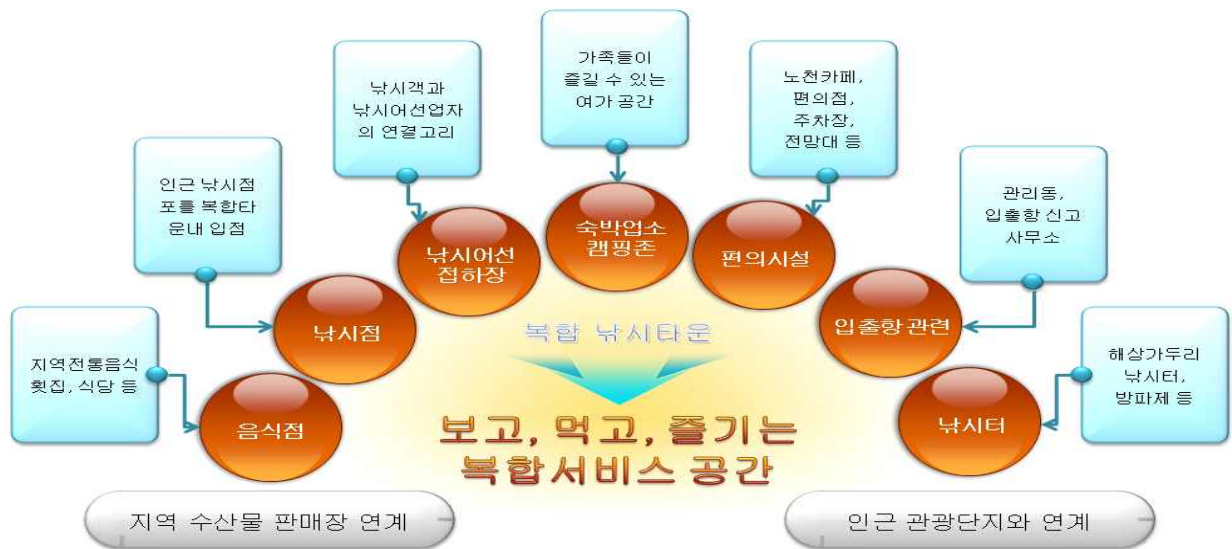 가족들이
즐길 수 있는
여가 공간
노천카페,
편의점,
주차장,
전망대 등
낚시객과
낚시어선업자
의 연결고리
인근 낚시점
포를 복합타
운내 입점
관리동,
입출항 신고
사무소
지역전통음식
횟집, 식당 등
해상가두리
낚시터,
방파제 등
음식점
낚시점
낚시어선
접하장
숙박업소
캠핑존
편의시설
입출항 관련
낚시터
복합 낚시타운
보고, 먹고, 즐기는
복합서비스 공간
지역 수산물 판매장 연계
인근 관광단지와 연계